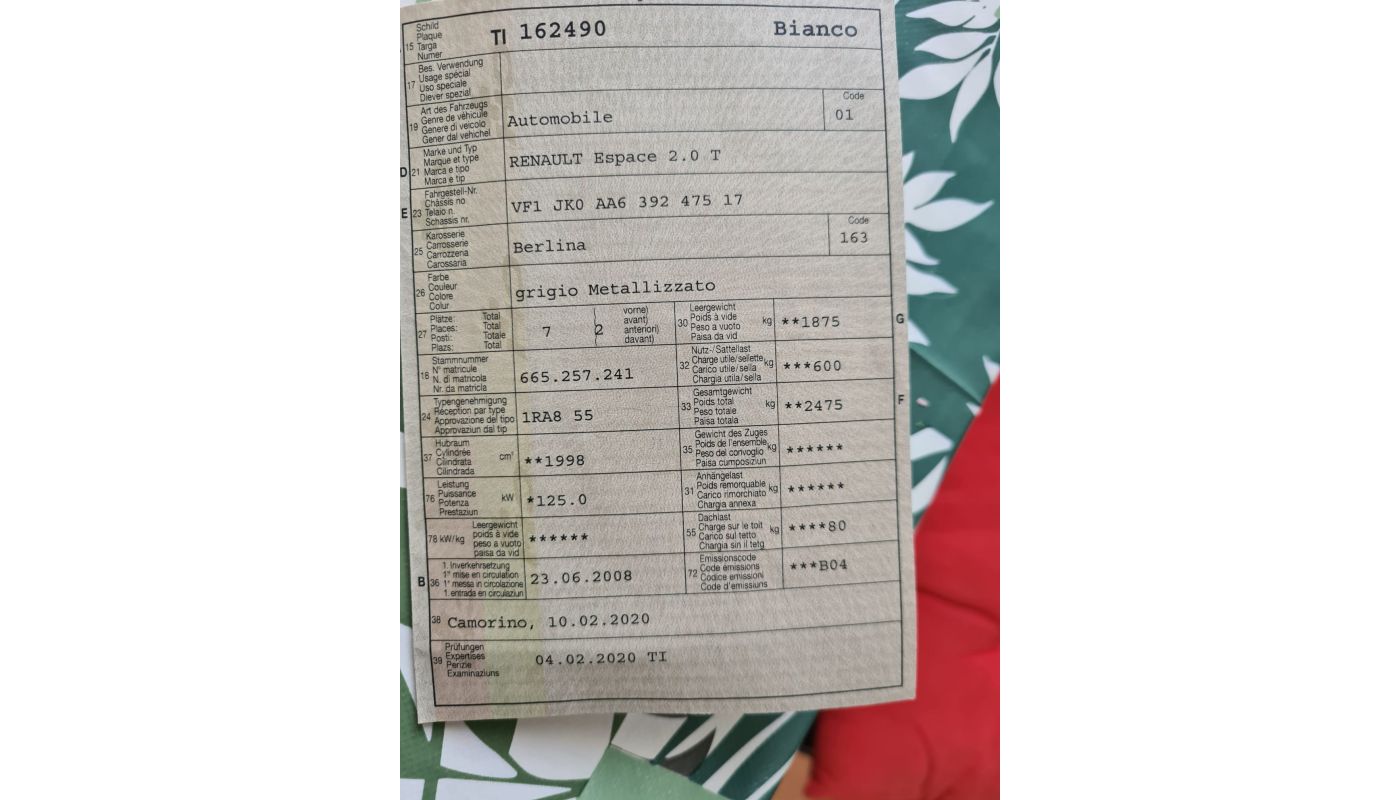 15 Schild
Plaque
Targa
Numer
TI 162490 Bianco
17 Bes. Verwendung
Usage spécial
Uso speciale
Diever spezial
19 Art des Fahrzeugs
Genre de véhicule
Genere di veicolo
Gener dal vehichel
Automobile
Code
01
D 21 Marke und Typ
Marque et type
Marca e tipo
Marca e tip
RENAULT Espace 2.0 T
E 23 Fahrgestell-Nr.
Châssis no
Telaio n.
Schassis nr.
VF1 JK0 AA6 392 475 17
25 Karosserie
Carrosserie
Carrozzeria
Carossaria
Berlina
Code
163
26 Farbe
Couleur
Colore
Colur
grigio Metallizzato
27 Plätze: Total
Places: Total
Posti: Totale
Plazs: Total
7 (2 vorne)
avant)
anteriori)
davant)
30 Leergewicht
Poids à vide
Peso a vuoto
Paisa da vid
kg **1875 G
18 Stammnummer
N° matricule
N. di matricola
Nr. da matricla
665.257.241
32 Nutz-/Sattellast
Charge utile/sellette
Carico utile/sella
Chargia utila/sella
kg ***600
24 Typengenehmigung
Réception par type
Approvazione del tipo
Approvaziun dal tip
1RA8 55
33 Gesamtgewicht
Poids total
Peso totale
Paisa totala
kg **2475 F
37 Hubraum
Cylindrée
Cilindrata
Cilindrada
cm³ **1998
35 Gewicht des Zuges
Poids de l'ensemble
Peso del convoglio
Paisa cumposiziun
kg ******
76 Leistung
Puissance
Potenza
Prestaziun
kW *125.0
31 Anhängelast
Poids remorquable
Carico rimorchiato
Chargia annexa
kg ******
78 kW/kg Leergewicht
poids à vide
peso a vuoto
paisa da vid
******
55 Dachlast
Charge sur le toit
Carico sul tetto
Chargia sin il tetg
kg ****80
B 36 1. Inverkehrsetzung
1re mise en circulation
1a messa in circolazione
1. entrada en circulaziun
23.06.2008
72 Emissionscode
Code émissions
Codice emissioni
Code d'emissiuns
***B04
38 Camorino, 10.02.2020
39 Prüfungen
Expertises
Perizie
Examinaziuns
04.02.2020 TI